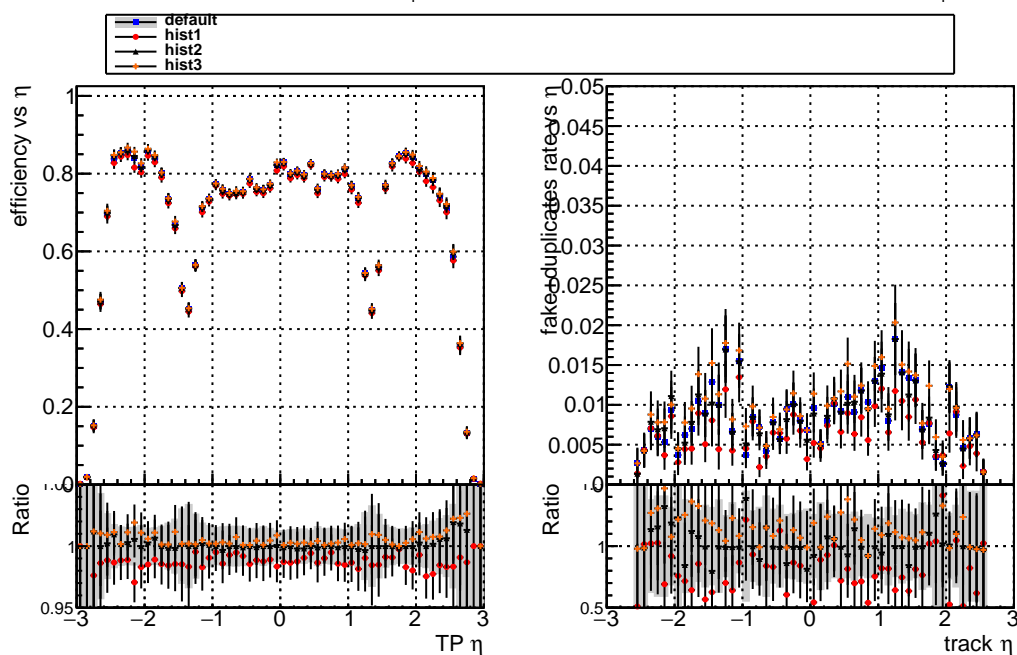 default
hist1
hist2
hist3
efficiency vs η
1
0.8
0.6
0.4
0.2
0
Ratio
1
0.95
−3 −2 −1 0 1 2 3
TP η
fake+duplicates rate vs η
0.05
0.045
0.04
0.035
0.03
0.025
0.02
0.015
0.01
0.005
0
Ratio
1
0.5
−3 −2 −1 0 1 2 3
track η